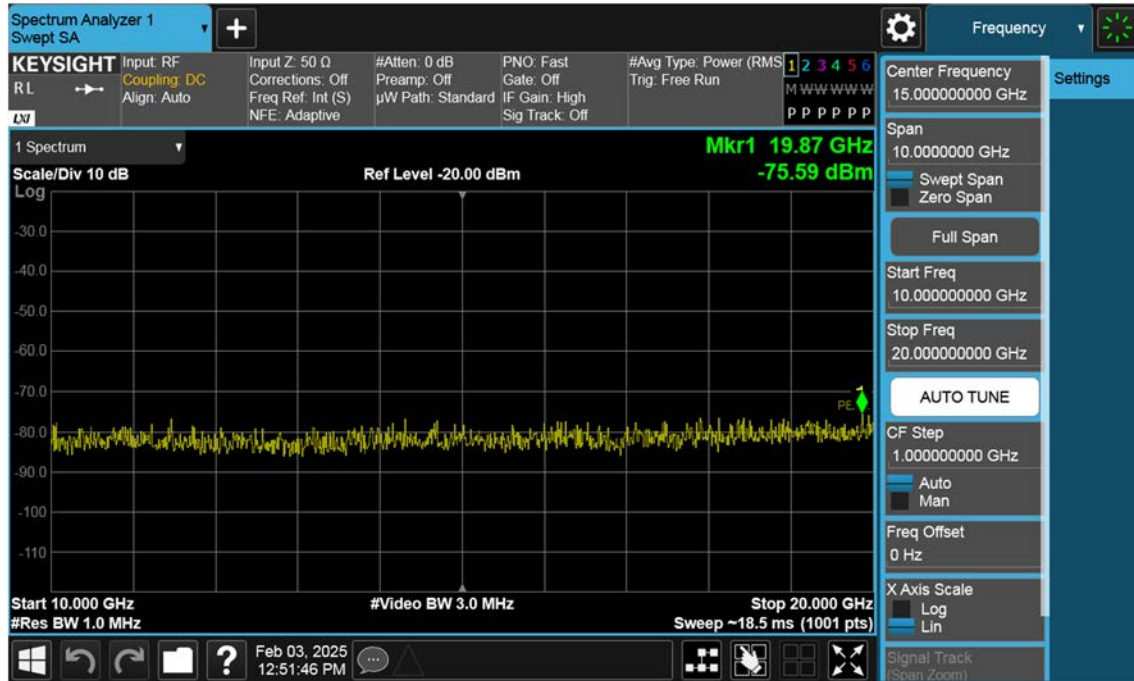 Spectrum Analyzer 1
Swept SA
+
Frequency
KEYSIGHT
RL
LXI
Input: RF
Coupling: DC
Align: Auto
Input Z: 50 Ω
Corrections: Off
Freq Ref: Int (S)
NFE: Adaptive
#Atten: 0 dB
Preamp: Off
µW Path: Standard
PNO: Fast
Gate: Off
IF Gain: High
Sig Track: Off
#Avg Type: Power (RMS
Trig: Free Run
1 2 3 4 5 6
M W W W W W
P P P P P P
1 Spectrum
Scale/Div 10 dB
Ref Level -20.00 dBm
Mkr1 19.87 GHz
-75.59 dBm
Log
-30.0
-40.0
-50.0
-60.0
-70.0
-80.0
-90.0
-100
-110
1
PE
Start 10.000 GHz
#Res BW 1.0 MHz
#Video BW 3.0 MHz
Stop 20.000 GHz
Sweep ~18.5 ms (1001 pts)
Center Frequency
15.000000000 GHz
Span
10.0000000 GHz
Swept Span
Zero Span
Full Span
Start Freq
10.000000000 GHz
Stop Freq
20.000000000 GHz
AUTO TUNE
CF Step
1.000000000 GHz
Auto
Man
Freq Offset
0 Hz
X Axis Scale
Log
Lin
Signal Track
(Span Zoom)
Settings
?
Feb 03, 2025
12:51:46 PM